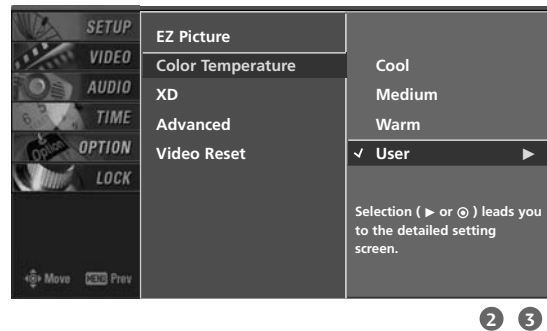 SETUP
VIDEO
AUDIO
TIME
OPTION
LOCK
Move MENU Prev
EZ Picture
Color Temperature
XD
Advanced
Video Reset
Cool
Medium
Warm
✓ User ▶
Selection ( ▶ or ◉ ) leads you
to the detailed setting
screen.
2 3